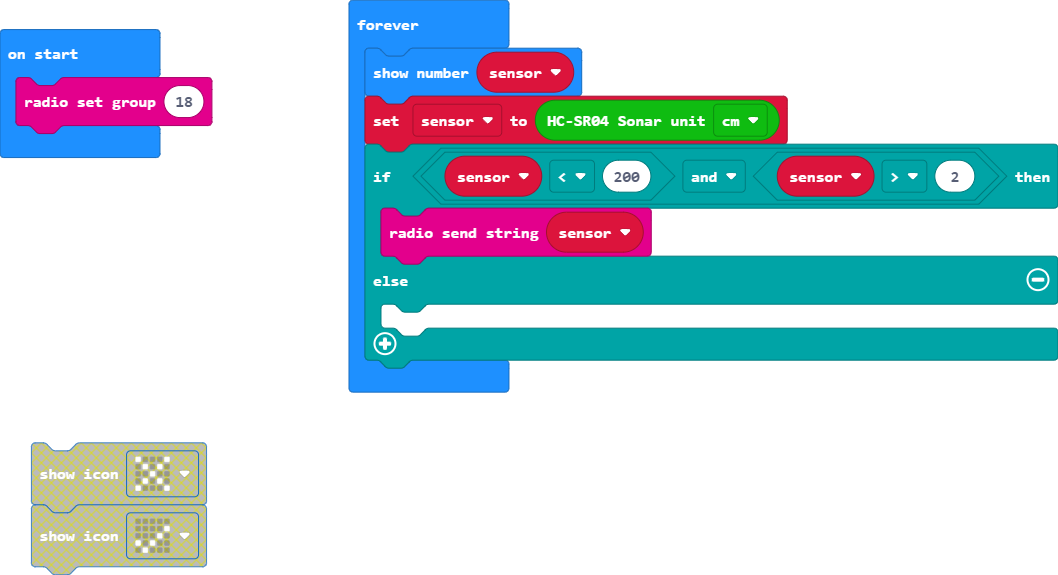 on start
radio set group 18
forever
show number sensor
set sensor to HC-SR04 Sonar unit cm
if sensor < 200 and sensor > 2 then
radio send string sensor
else
show icon
show icon